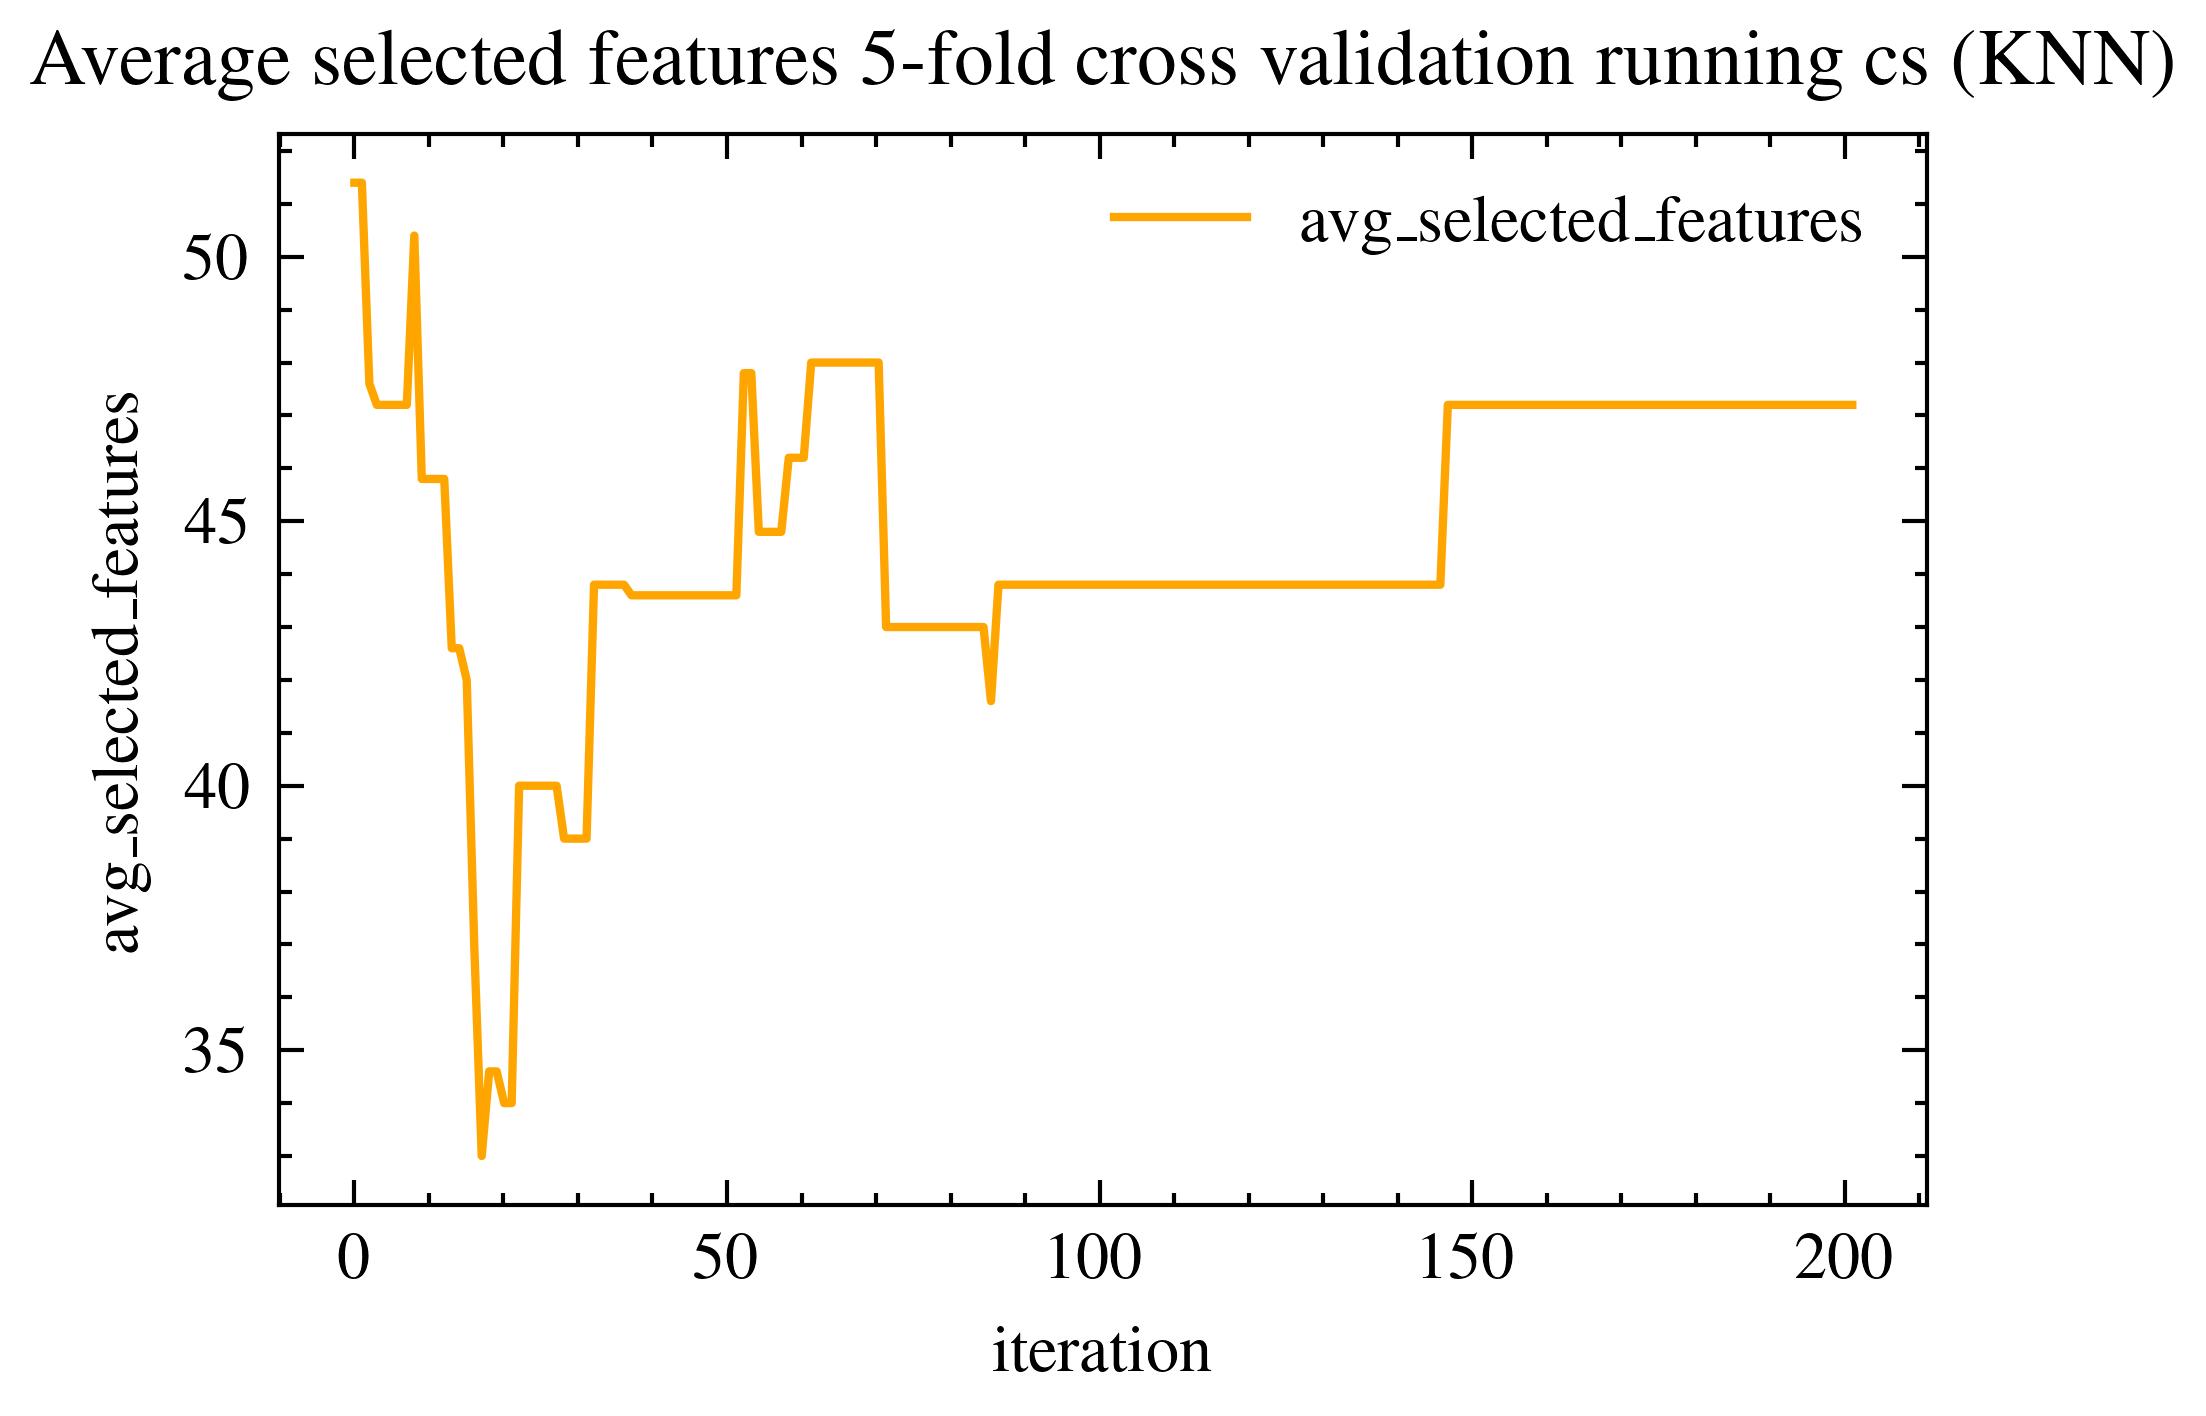 Average selected features 5-fold cross validation running cs (KNN)
avg_selected_features
50
45
40
35
avg_selected_features
0
50
100
150
200
iteration